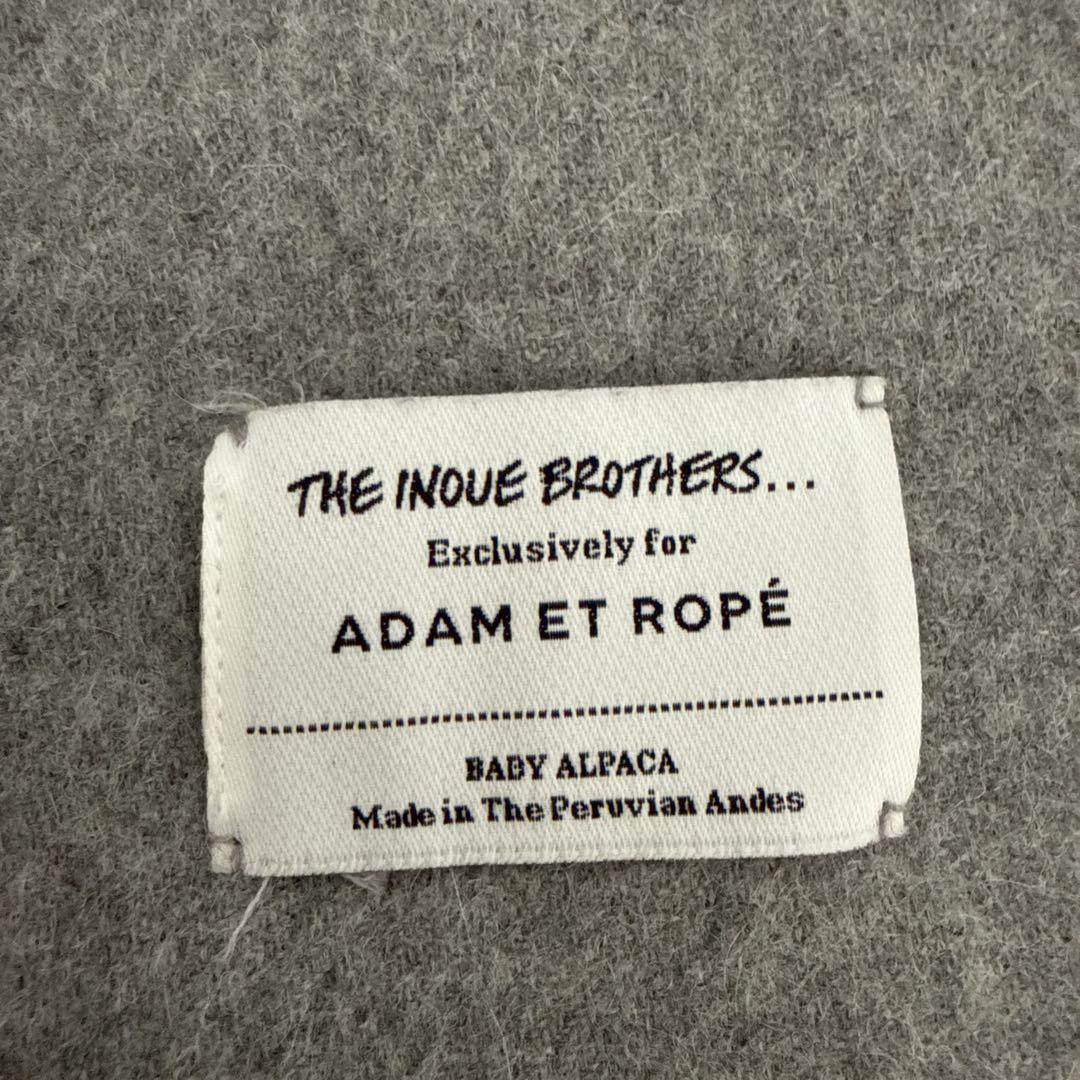 THE INOUE BROTHERS...
Exclusively for
ADAM ET ROPÉ
BABY ALPACA
Made in The Peruvian Andes